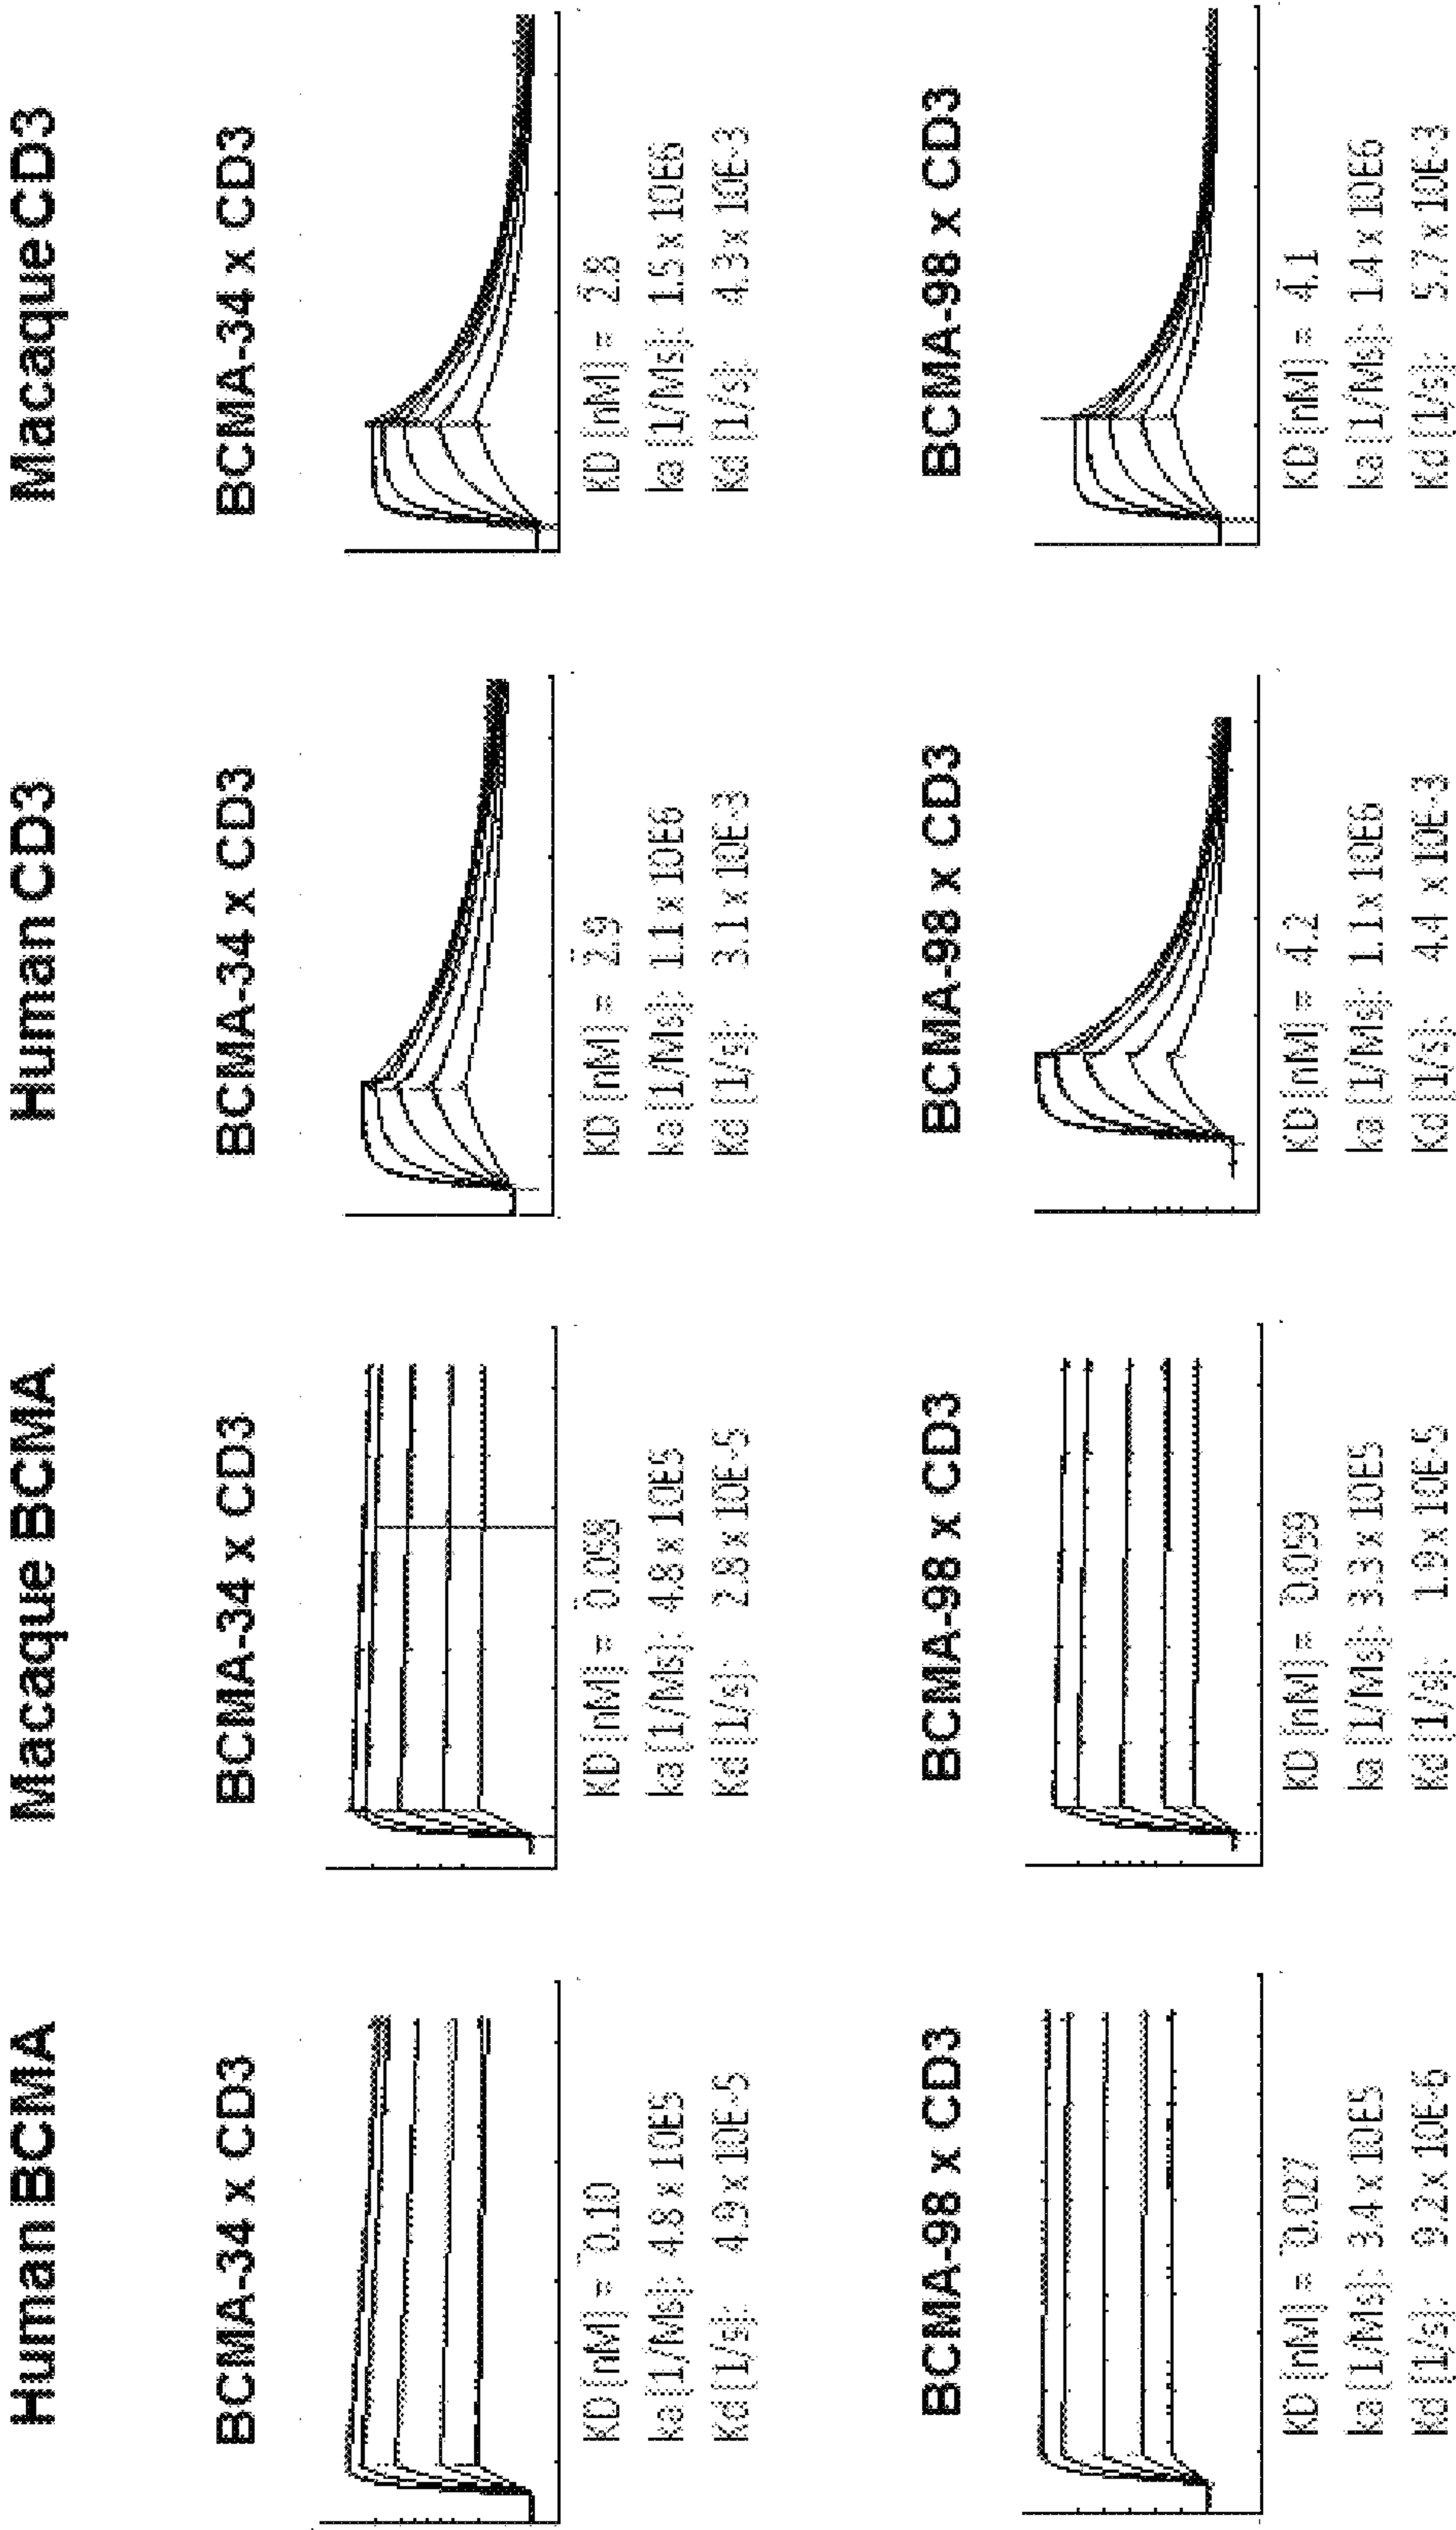 Human BCMA
Macaque BCMA
Human CD3
Macaque CD3
BCMA-34 x CD3
BCMA-34 x CD3
BCMA-34 x CD3
BCMA-34 x CD3
KD [nM] = 0.10
ka [1/Ms]: 4.8 x 10E5
Kd [1/s]: 4.9 x 10E-5
KD [nM] = 0.058
ka [1/Ms]: 4.8 x 10E5
Kd [1/s]: 2.8 x 10E-5
KD [nM] = 2.9
ka [1/Ms]: 1.1 x 10E6
Kd [1/s]: 3.1 x 10E-3
KD [nM] = 2.8
ka [1/Ms]: 1.5 x 10E6
Kd [1/s]: 4.3 x 10E-3
BCMA-98 x CD3
BCMA-98 x CD3
BCMA-98 x CD3
BCMA-98 x CD3
KD [nM] = 0.027
ka [1/Ms]: 3.4 x 10E5
Kd [1/s]: 9.2 x 10E-6
KD [nM] = 0.059
ka [1/Ms]: 3.3 x 10E5
Kd [1/s]: 1.9 x 10E-5
KD [nM] = 4.2
ka [1/Ms]: 1.1 x 10E6
Kd [1/s]: 4.4 x 10E-3
KD [nM] = 4.1
ka [1/Ms]: 1.4 x 10E6
Kd [1/s]: 5.7 x 10E-3